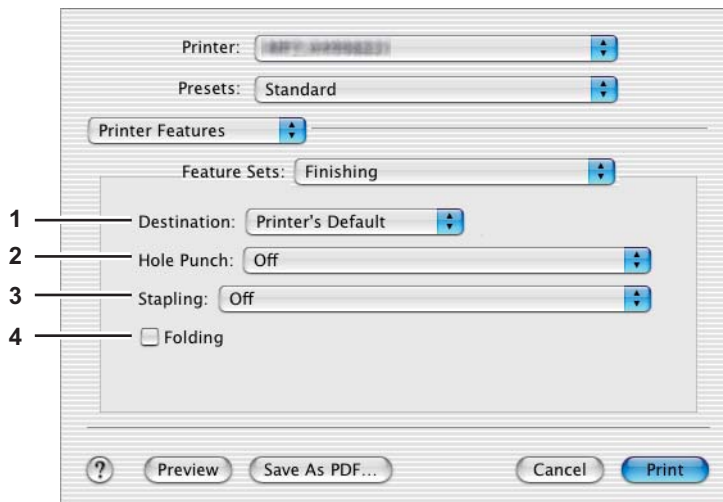 Printer:
Presets: Standard
Printer Features
Feature Sets: Finishing
1 Destination: Printer's Default
2 Hole Punch: Off
3 Stapling: Off
4 Folding
? Preview Save As PDF... Cancel Print